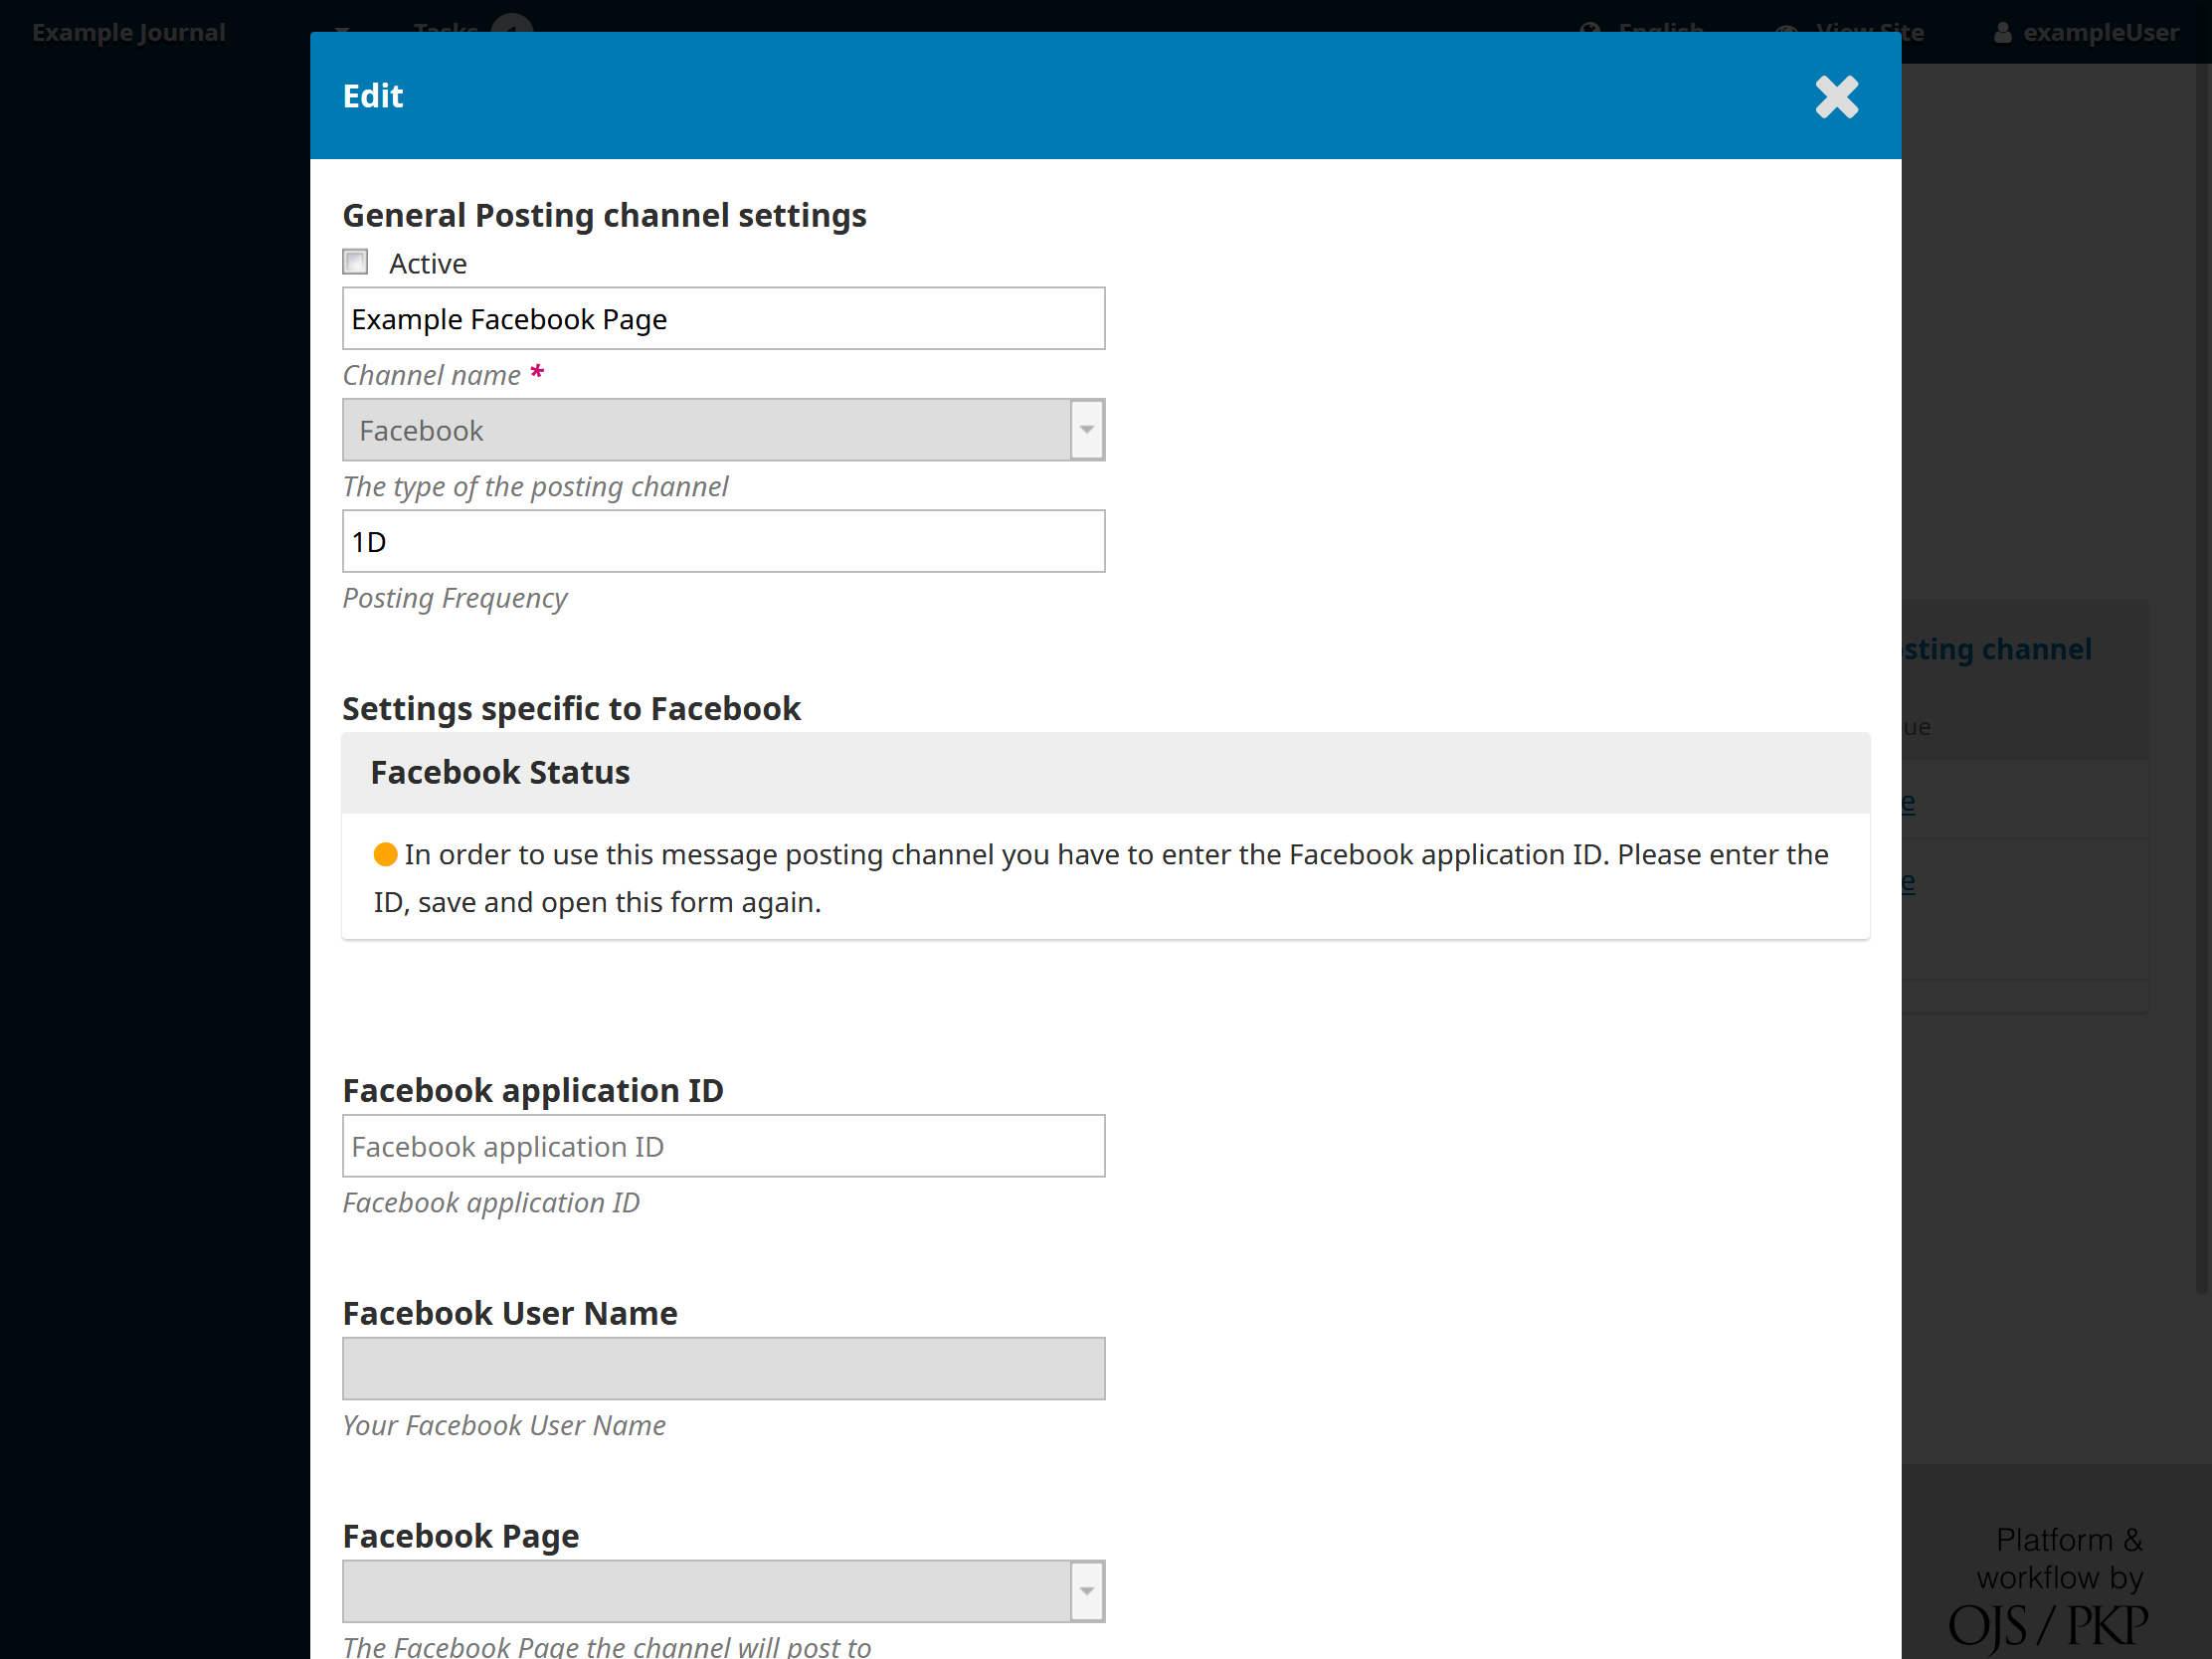 Example Journal
Tasks
English
View Site
exampleUser
Edit
General Posting channel settings
Active
Example Facebook Page
Channel name *
Facebook
The type of the posting channel
1D
Posting Frequency
Settings specific to Facebook
Facebook Status
In order to use this message posting channel you have to enter the Facebook application ID. Please enter the
ID, save and open this form again.
Facebook application ID
Facebook application ID
Facebook application ID
Facebook User Name
Your Facebook User Name
Facebook Page
The Facebook Page the channel will post to
sting channel
ue
e
e
Platform &
workflow by
OJS / PKP